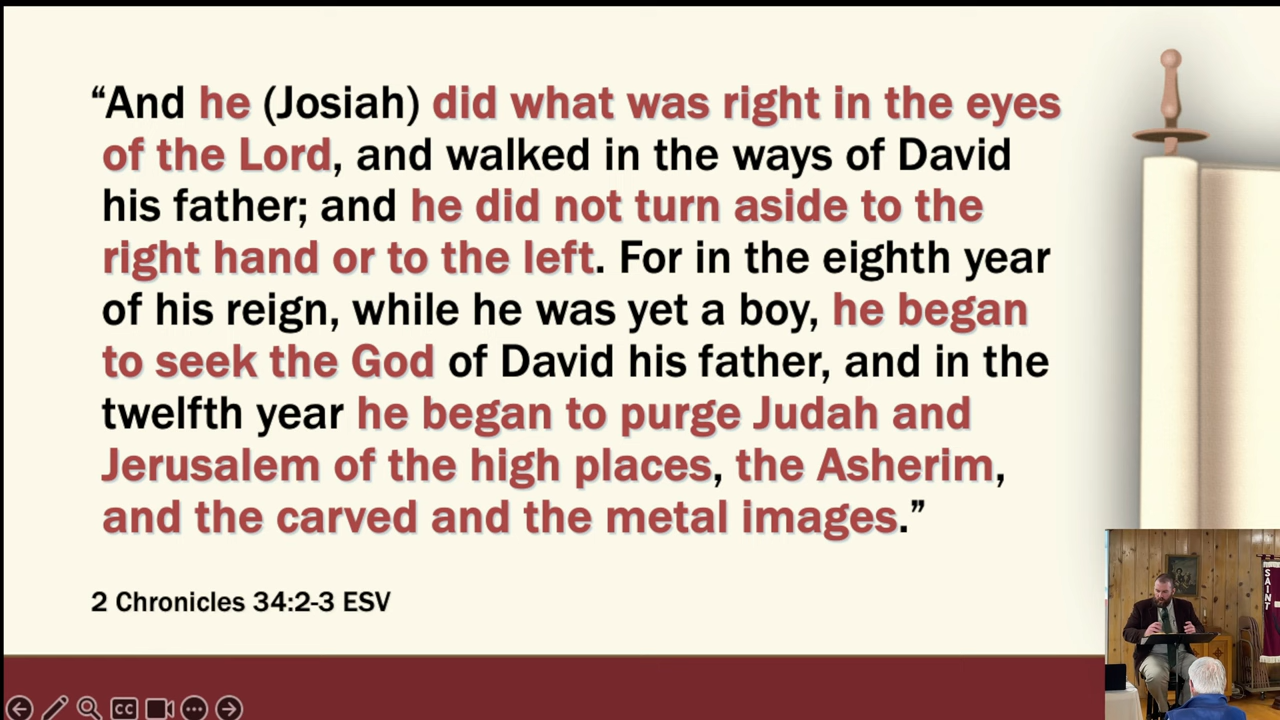 “And he (Josiah) did what was right in the eyes
of the Lord, and walked in the ways of David
his father; and he did not turn aside to the
right hand or to the left. For in the eighth year
of his reign, while he was yet a boy, he began
to seek the God of David his father, and in the
twelfth year he began to purge Judah and
Jerusalem of the high places, the Asherim,
and the carved and the metal images.”
2 Chronicles 34:2-3 ESV
CC
SAINT